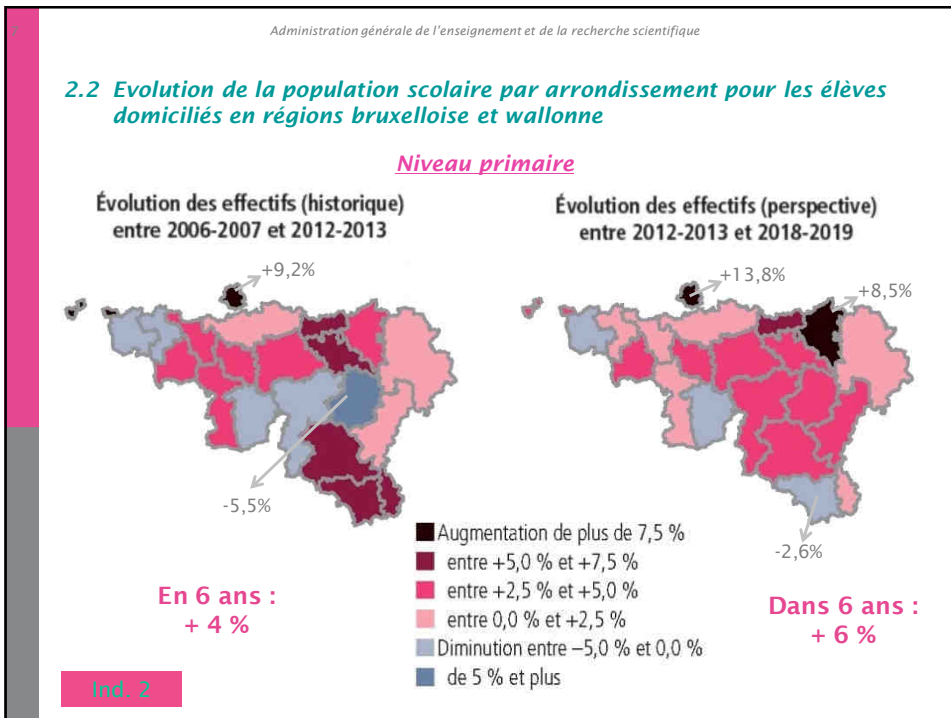 7
Administration générale de l'enseignement et de la recherche scientifique
2.2 Evolution de la population scolaire par arrondissement pour les élèves
domiciliés en régions bruxelloise et wallonne
Niveau primaire
Évolution des effectifs (historique)
entre 2006-2007 et 2012-2013
+9,2%
-5,5%
Évolution des effectifs (perspective)
entre 2012-2013 et 2018-2019
+13,8%
+8,5%
-2,6%
Augmentation de plus de 7,5 %
entre +5,0 % et +7,5 %
entre +2,5 % et +5,0 %
entre 0,0 % et +2,5 %
Diminution entre –5,0 % et 0,0 %
de 5 % et plus
En 6 ans :
+ 4 %
Dans 6 ans :
+ 6 %
Ind. 2